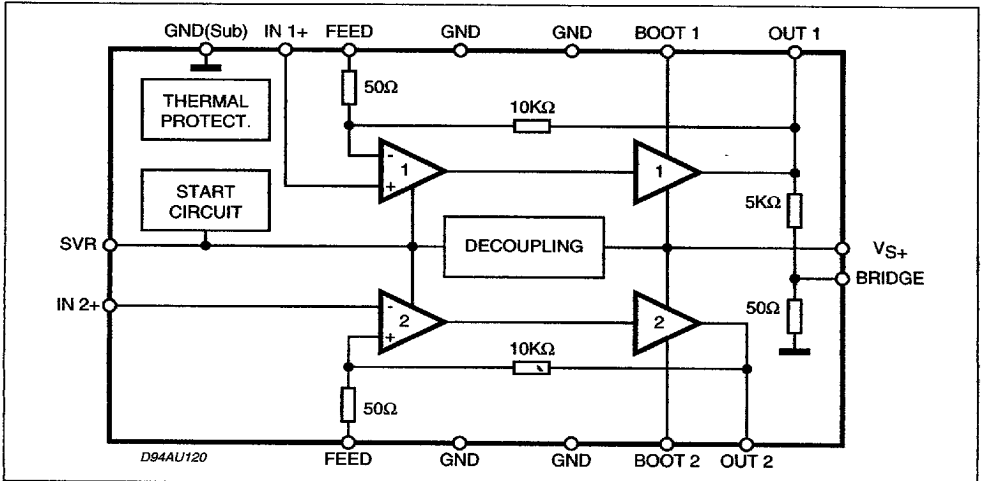 GND(Sub) IN 1+ FEED GND GND BOOT 1 OUT 1
50Ω
THERMAL
PROTECT.
10KΩ
-
1
+
1
START
CIRCUIT
5KΩ
SVR
DECOUPLING
VS+
BRIDGE
IN 2+
-
2
+
2
50Ω
10KΩ
50Ω
D94AU120
FEED GND GND BOOT 2 OUT 2